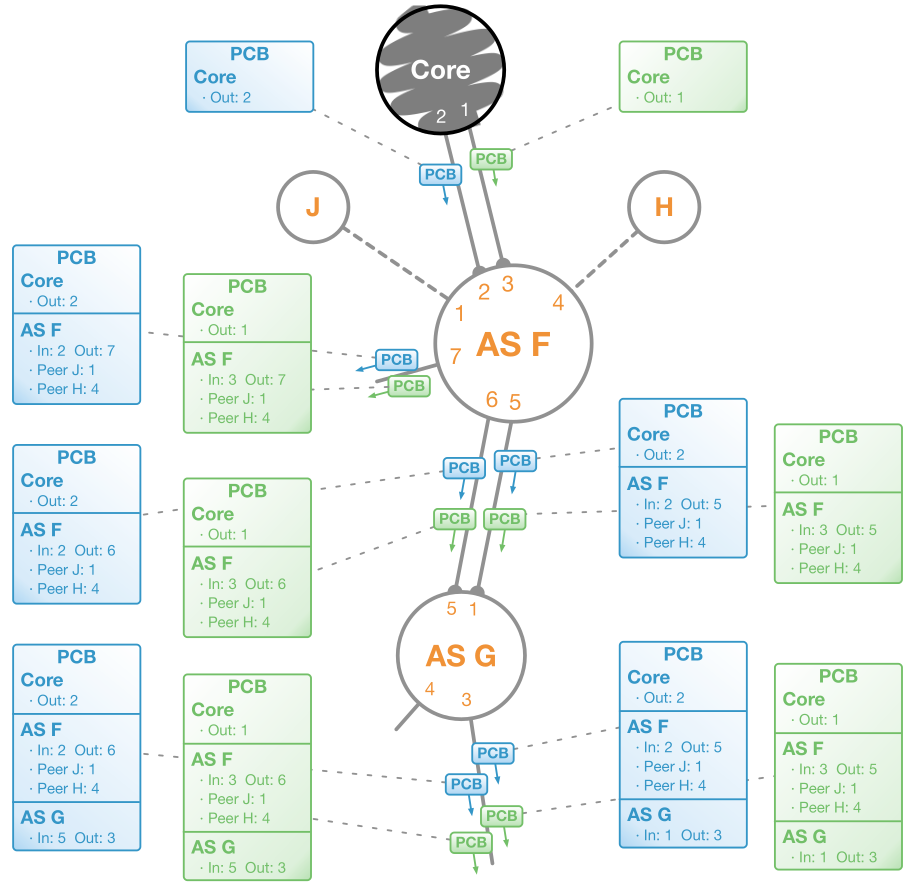 PCB
Core
· Out: 2
Core
2 1
PCB
Core
· Out: 1
PCB
PCB
J
H
PCB
Core
· Out: 2
AS F
· In: 2 Out: 7
· Peer J: 1
· Peer H: 4
PCB
Core
· Out: 1
AS F
· In: 3 Out: 7
· Peer J: 1
· Peer H: 4
2 3
1
4
7
AS F
6 5
PCB
PCB
PCB
Core
· Out: 2
AS F
· In: 2 Out: 6
· Peer J: 1
· Peer H: 4
PCB
Core
· Out: 1
AS F
· In: 3 Out: 6
· Peer J: 1
· Peer H: 4
PCB
PCB
PCB
PCB
PCB
Core
· Out: 2
AS F
· In: 2 Out: 5
· Peer J: 1
· Peer H: 4
PCB
Core
· Out: 1
AS F
· In: 3 Out: 5
· Peer J: 1
· Peer H: 4
5 1
AS G
4
3
PCB
Core
· Out: 2
AS F
· In: 2 Out: 6
· Peer J: 1
· Peer H: 4
AS G
· In: 5 Out: 3
PCB
Core
· Out: 1
AS F
· In: 3 Out: 6
· Peer J: 1
· Peer H: 4
AS G
· In: 5 Out: 3
PCB
PCB
PCB
PCB
PCB
Core
· Out: 2
AS F
· In: 2 Out: 5
· Peer J: 1
· Peer H: 4
AS G
· In: 1 Out: 3
PCB
Core
· Out: 1
AS F
· In: 3 Out: 5
· Peer J: 1
· Peer H: 4
AS G
· In: 1 Out: 3